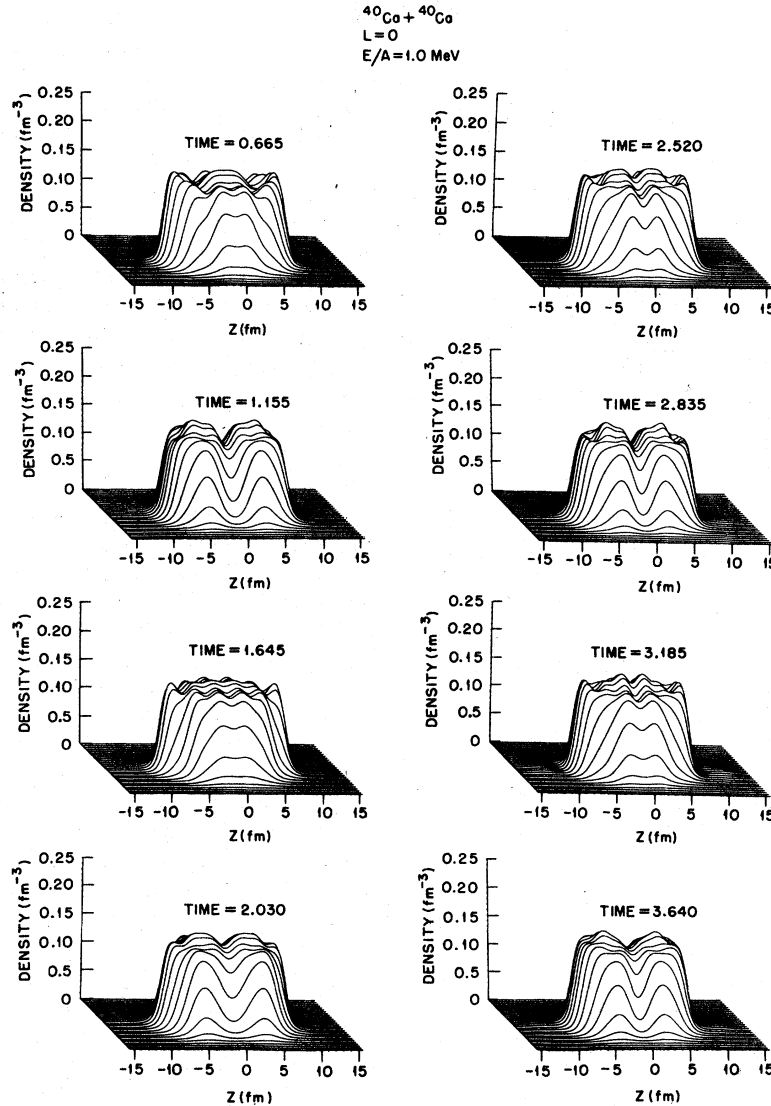 ⁴⁰Ca + ⁴⁰Ca
L = 0
E/A = 1.0 MeV
DENSITY (fm⁻³)
0.25
0.20
0.15
0.10
0.5
0
TIME = 0.665
-15 -10 -5 0 5 10 15
Z (fm)
DENSITY (fm⁻³)
0.25
0.20
0.15
0.10
0.5
0
TIME = 2.520
-15 -10 -5 0 5 10 15
Z (fm)
DENSITY (fm⁻³)
0.25
0.20
0.15
0.10
0.5
0
TIME = 1.155
-15 -10 -5 0 5 10 15
Z (fm)
DENSITY (fm⁻³)
0.25
0.20
0.15
0.10
0.5
0
TIME = 2.835
-15 -10 -5 0 5 10 15
Z (fm)
DENSITY (fm⁻³)
0.25
0.20
0.15
0.10
0.5
0
TIME = 1.645
-15 -10 -5 0 5 10 15
Z (fm)
DENSITY (fm⁻³)
0.25
0.20
0.15
0.10
0.5
0
TIME = 3.185
-15 -10 -5 0 5 10 15
Z (fm)
DENSITY (fm⁻³)
0.25
0.20
0.15
0.10
0.5
0
TIME = 2.030
-15 -10 -5 0 5 10 15
Z (fm)
DENSITY (fm⁻³)
0.25
0.20
0.15
0.10
0.5
0
TIME = 3.640
-15 -10 -5 0 5 10 15
Z (fm)